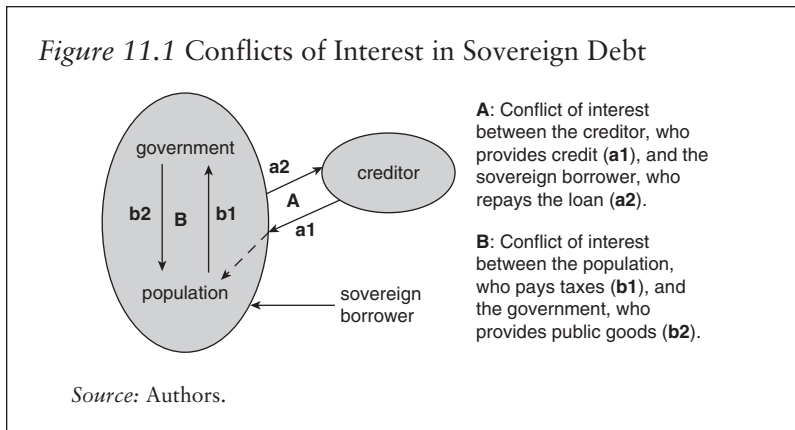 Figure 11.1 Conflicts of Interest in Sovereign Debt
government
a2
creditor
b2
B
b1
A
a1
population
sovereign
borrower
A: Conflict of interest
between the creditor, who
provides credit (a1), and the
sovereign borrower, who
repays the loan (a2).
B: Conflict of interest
between the population,
who pays taxes (b1), and
the government, who
provides public goods (b2).
Source: Authors.